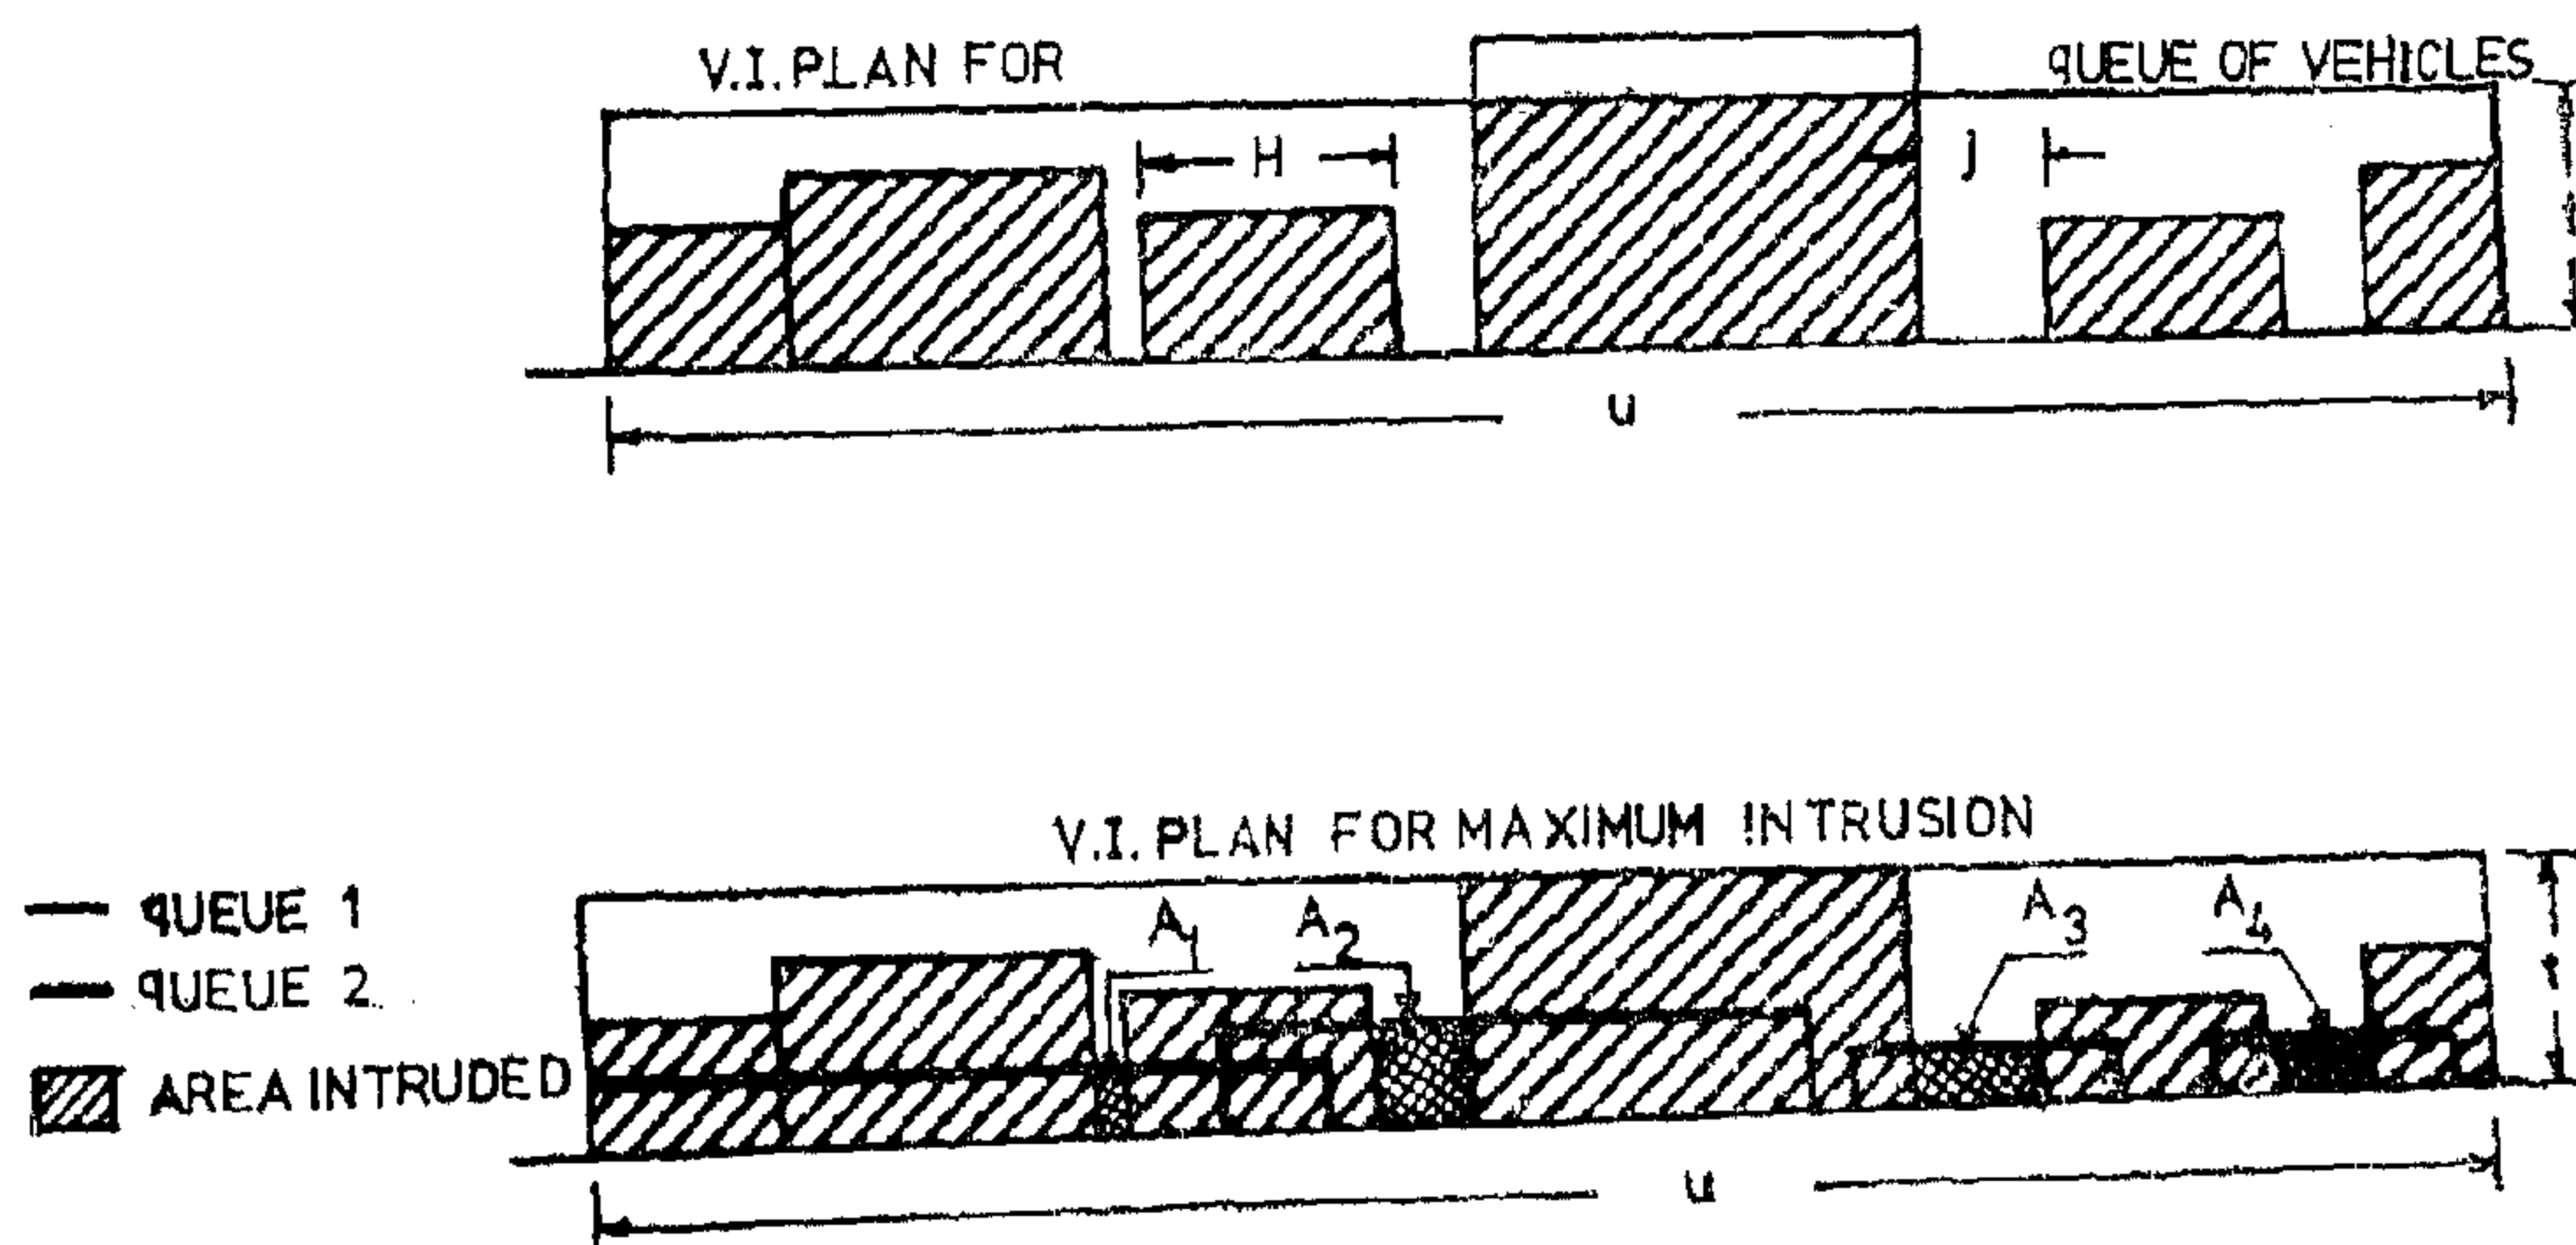 V.I. PLAN FOR qUEUE OF VEHICLES
H j
u
V.I. PLAN FOR MAXIMUM INTRUSION
qUEUE 1
qUEUE 2
AREA INTRUDED
A1 A2 A3 A4
u